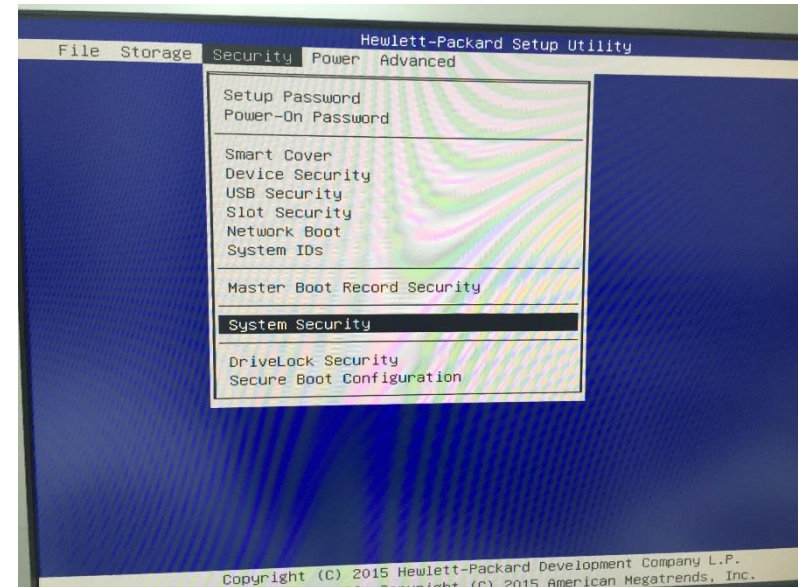 Hewlett-Packard Setup Utility
File Storage Security Power Advanced
Setup Password
Power-On Password
Smart Cover
Device Security
USB Security
Slot Security
Network Boot
System IDs
Master Boot Record Security
System Security
DriveLock Security
Secure Boot Configuration
Copyright (C) 2015 Hewlett-Packard Development Company L.P.
Copyright (C) 2015 American Megatrends, Inc.